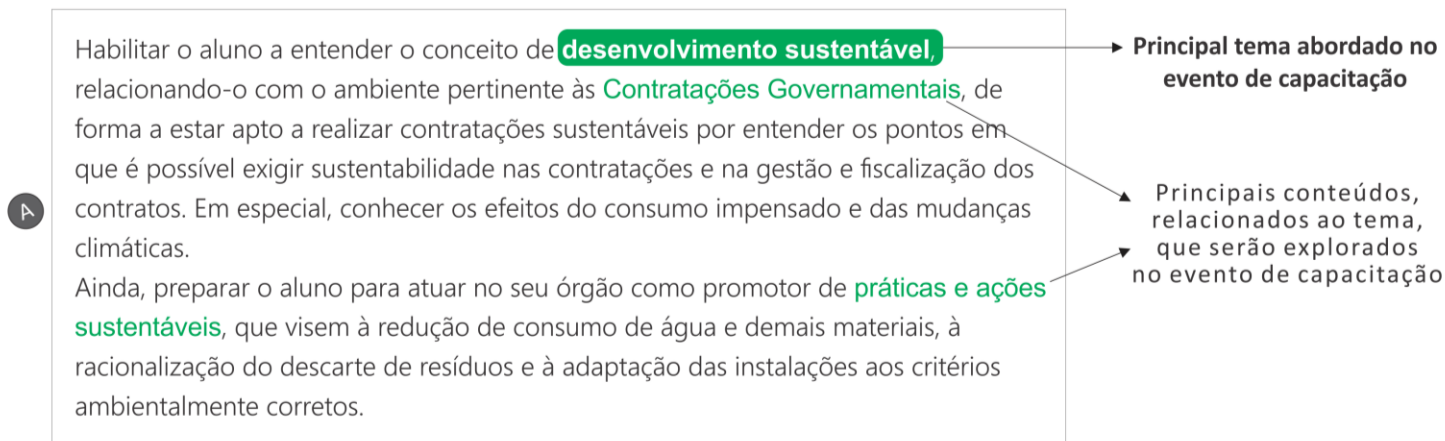 Habilitar o aluno a entender o conceito de desenvolvimento sustentável,
relacionando-o com o ambiente pertinente às Contratações Governamentais, de
forma a estar apto a realizar contratações sustentáveis por entender os pontos em
que é possível exigir sustentabilidade nas contratações e na gestão e fiscalização dos
contratos. Em especial, conhecer os efeitos do consumo impensado e das mudanças
climáticas.
Ainda, preparar o aluno para atuar no seu órgão como promotor de práticas e ações
sustentáveis, que visem à redução de consumo de água e demais materiais, à
racionalização do descarte de resíduos e à adaptação das instalações aos critérios
ambientalmente corretos.
A
Principal tema abordado no
evento de capacitação
Principais conteúdos,
relacionados ao tema,
que serão explorados
no evento de capacitação